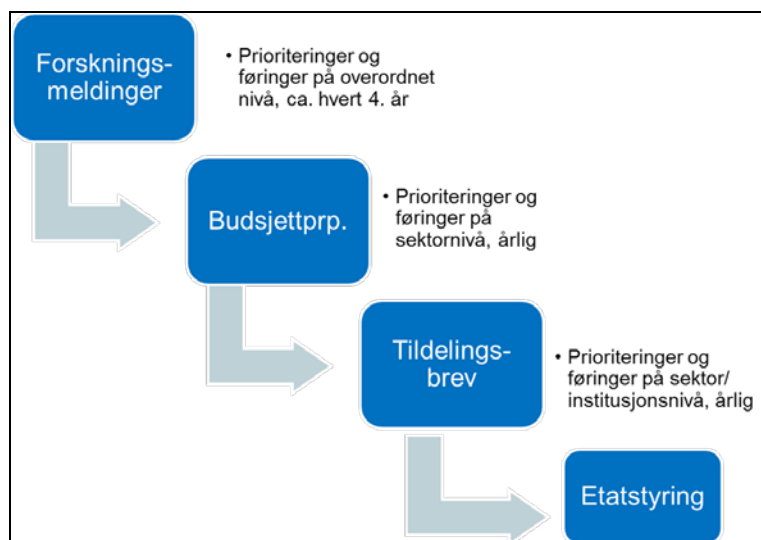 Forsknings-
meldinger
• Prioriteringer og
føringer på overordnet
nivå, ca. hvert 4. år
Budsjettprp.
• Prioriteringer og
føringer på
sektornivå, årlig
Tildelings-
brev
• Prioriteringer og
føringer på sektor/
institusjonsnivå, årlig
Etatstyring